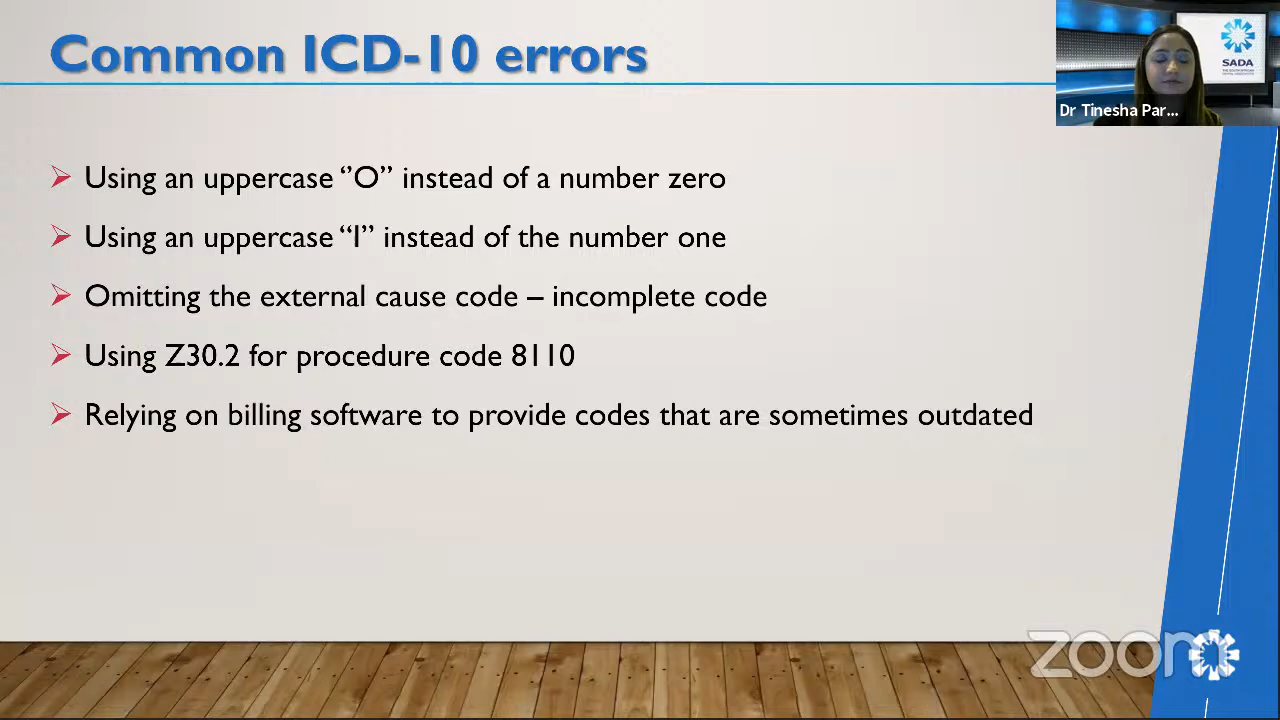 Common ICD-10 errors
SADA
Dr Tinesha Par...
Using an uppercase “O” instead of a number zero
Using an uppercase “I” instead of the number one
Omitting the external cause code – incomplete code
Using Z30.2 for procedure code 8110
Relying on billing software to provide codes that are sometimes outdated
zoom